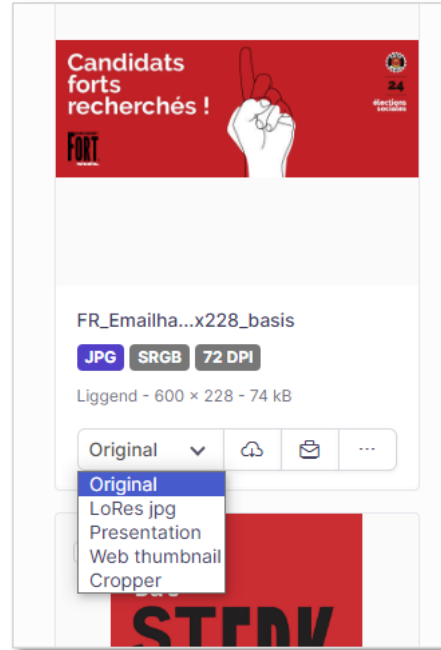 Candidats
forts
recherchés !
24
élections
sociales
FORT
FR_Emailha...x228_basis
JPG SRGB 72 DPI
Liggend - 600 × 228 - 74 kB
Original
Original
LoRes jpg
Presentation
Web thumbnail
Cropper